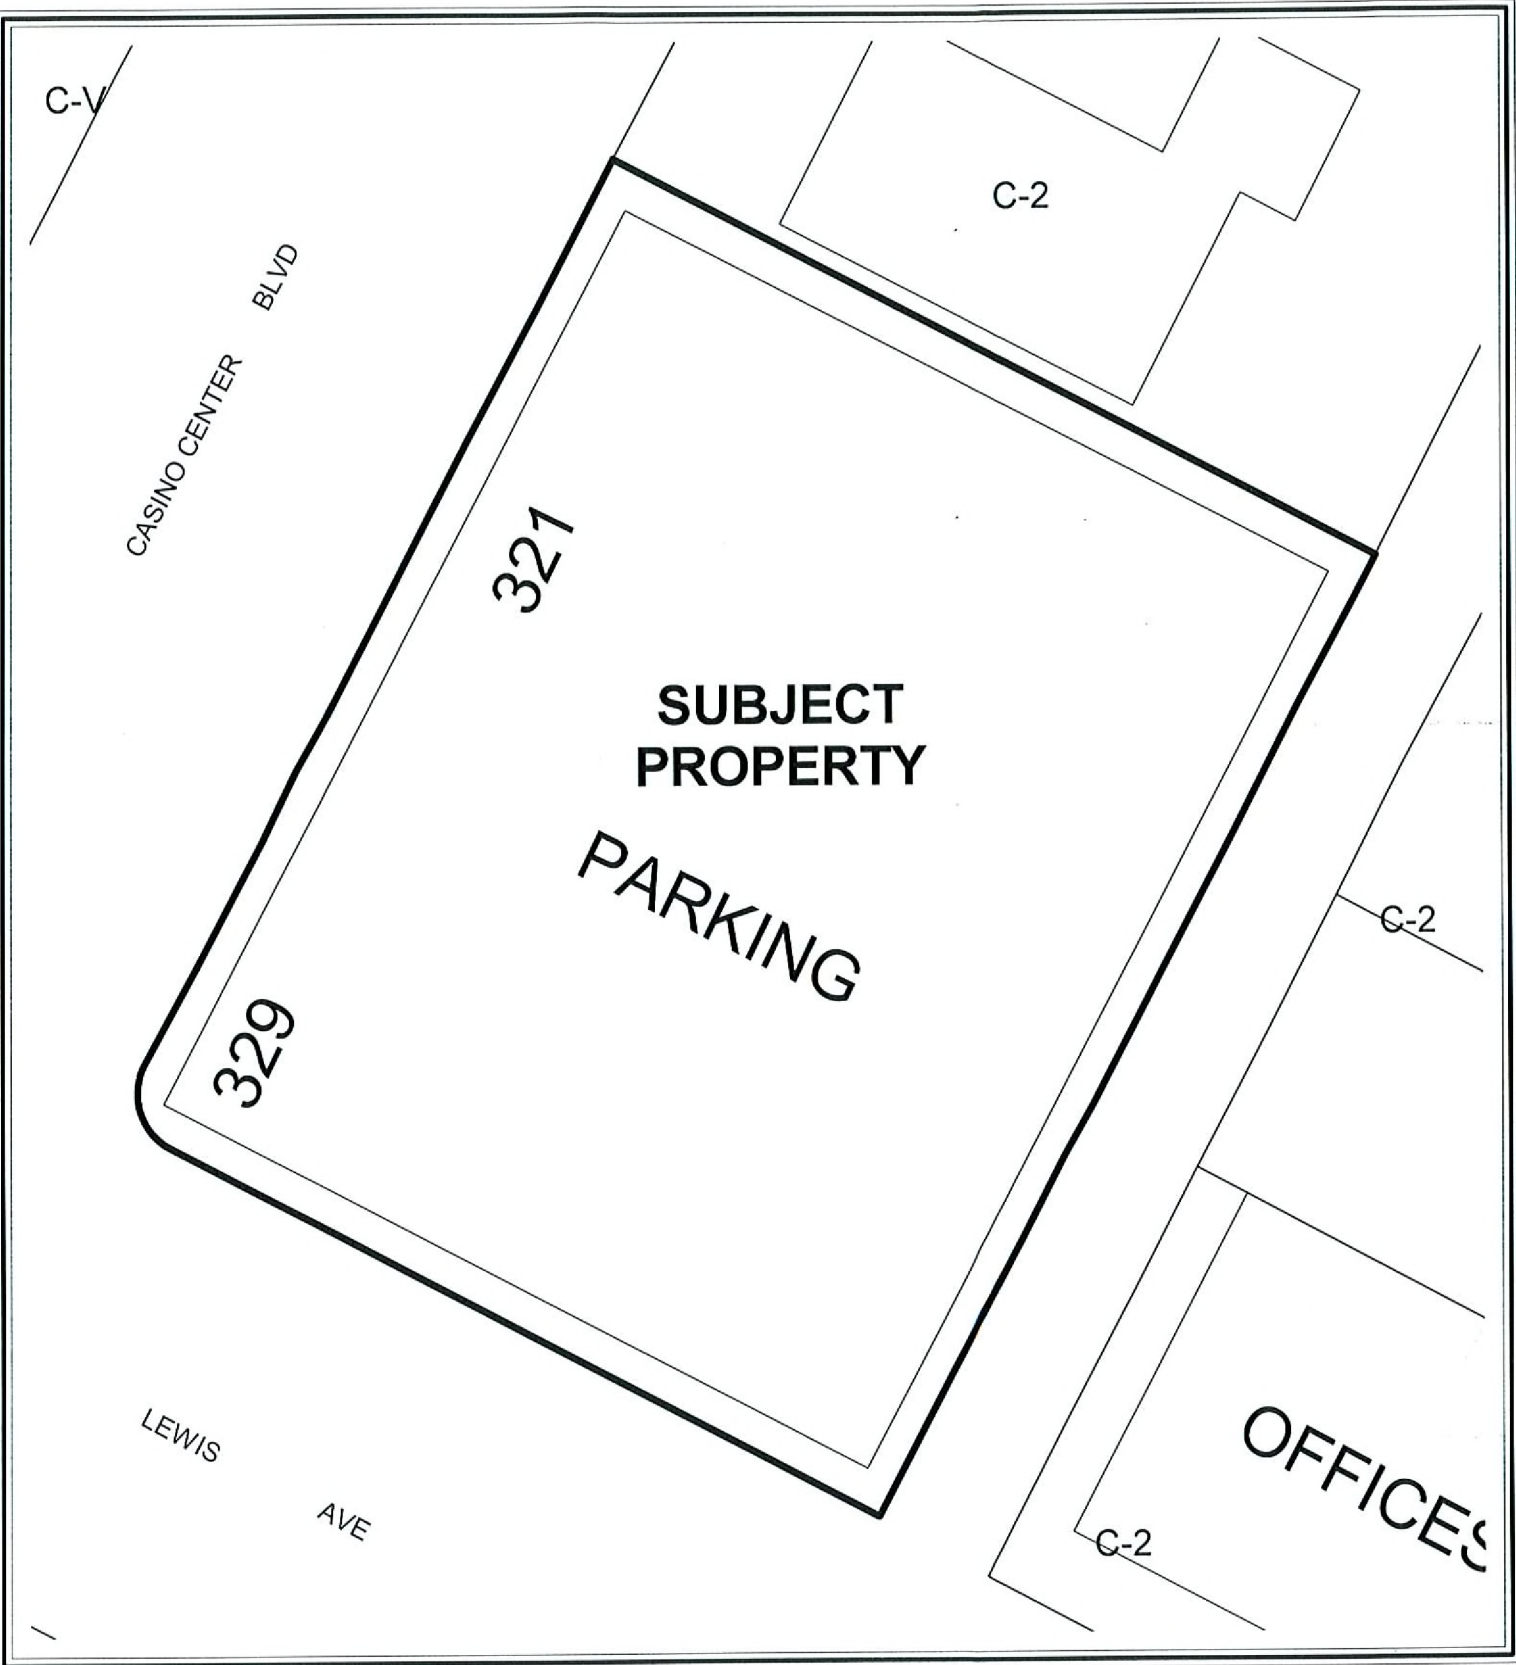 C-V
C-2
BLVD
CASINO CENTER
321
SUBJECT
PROPERTY
PARKING
C-2
329
OFFICES
LEWIS
AVE
C-2